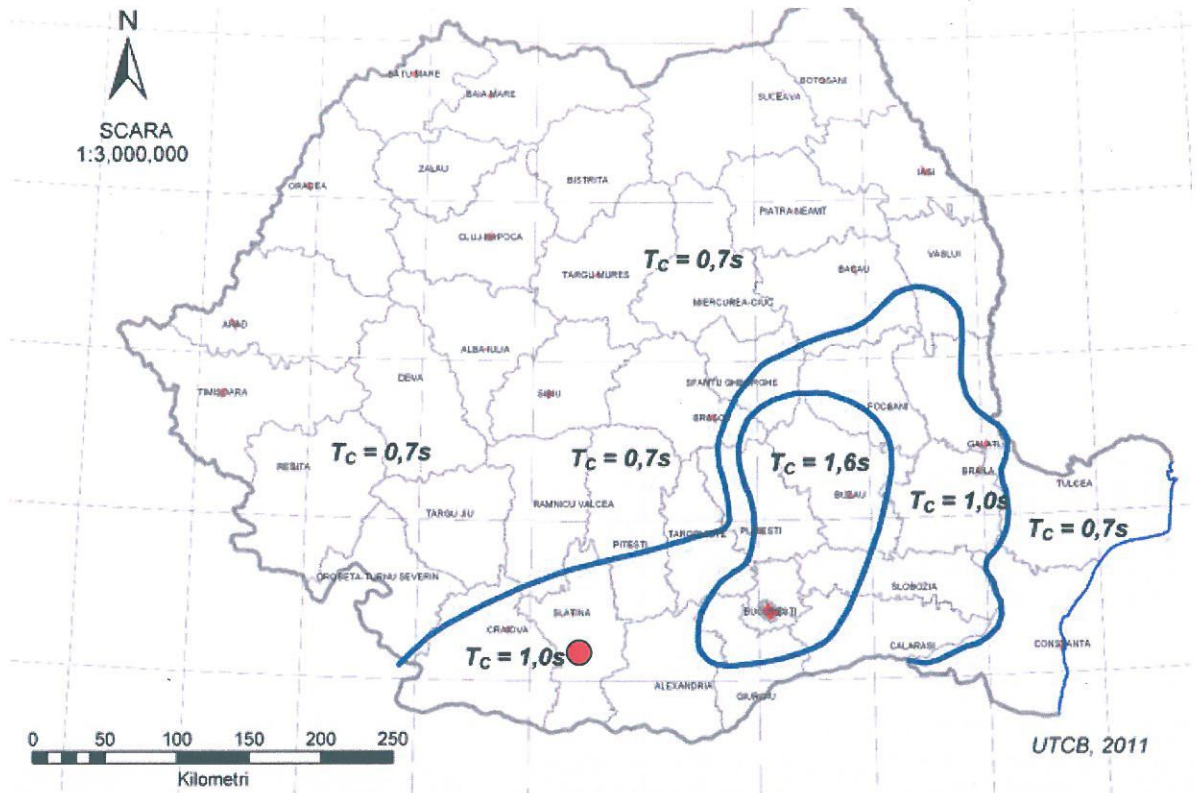 N
SCARA
1:3,000,000
SATU MARE
BAIA MARE
BOTOSANI
SUCEAVA
ZALAU
ORADEA
BISTRITA
IASI
PIATRA-NEAMT
CLUJ-NAPOCA
VASLUI
TARGU-MURES
T_C = 0,7s
BACAU
MIERCUREA-CIUC
ARAD
ALBA-IULIA
DEVA
SFANTU GHEORGHE
TIMISOARA
SIBIU
FOCSANI
BRASOV
GALATI
T_C = 0,7s
T_C = 0,7s
T_C = 1,6s
RESITA
BRAILA
TULCEA
BUZAU
T_C = 1,0s
RAMNICU VALCEA
TARGU JIU
T_C = 0,7s
PLOIESTI
TARGOVISTE
PITESTI
DROBETA-TURNU SEVERIN
SLOBOZIA
SLATINA
BUCURESTI
CRAIOVA
CALARASI
CONSTANTA
T_C = 1,0s
ALEXANDRIA
GIURGIU
0 50 100 150 200 250
Kilometri
UTCB, 2011